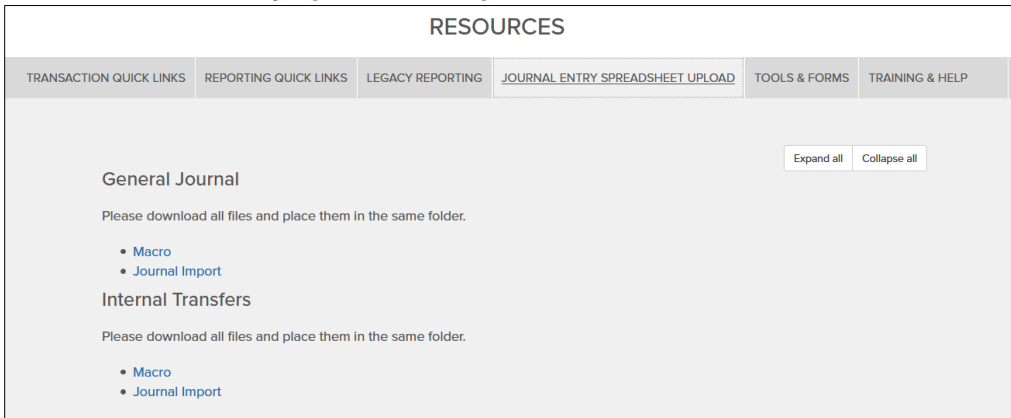 RESOURCES
TRANSACTION QUICK LINKS REPORTING QUICK LINKS LEGACY REPORTING JOURNAL ENTRY SPREADSHEET UPLOAD TOOLS & FORMS TRAINING & HELP
Expand all Collapse all
General Journal
Please download all files and place them in the same folder.
• Macro
• Journal Import
Internal Transfers
Please download all files and place them in the same folder.
• Macro
• Journal Import